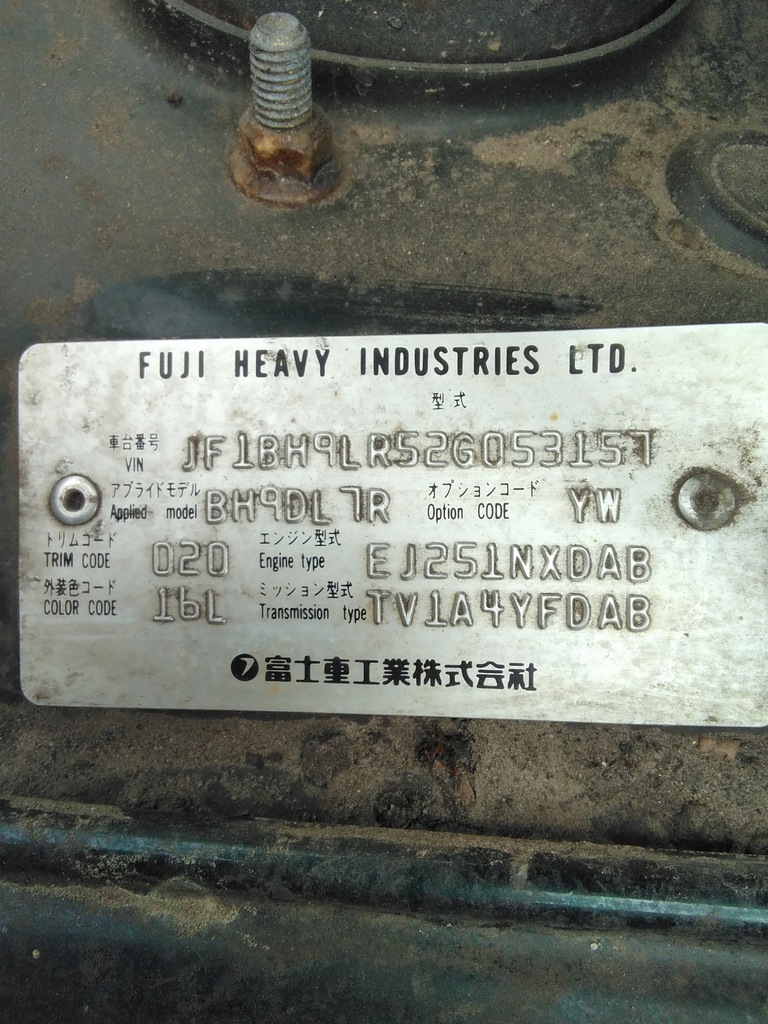 FUJI HEAVY INDUSTRIES LTD.
型式
車台番号 VIN JF1BH9LR52G053157
アプライドモデル Applied model BH9DL7R オプションコード Option CODE YW
トリムコード TRIM CODE 020 エンジン型式 Engine type EJ251NXDAB
外装色コード COLOR CODE 16L ミッション型式 Transmission type TV1A4YFDAB
富士重工業株式会社